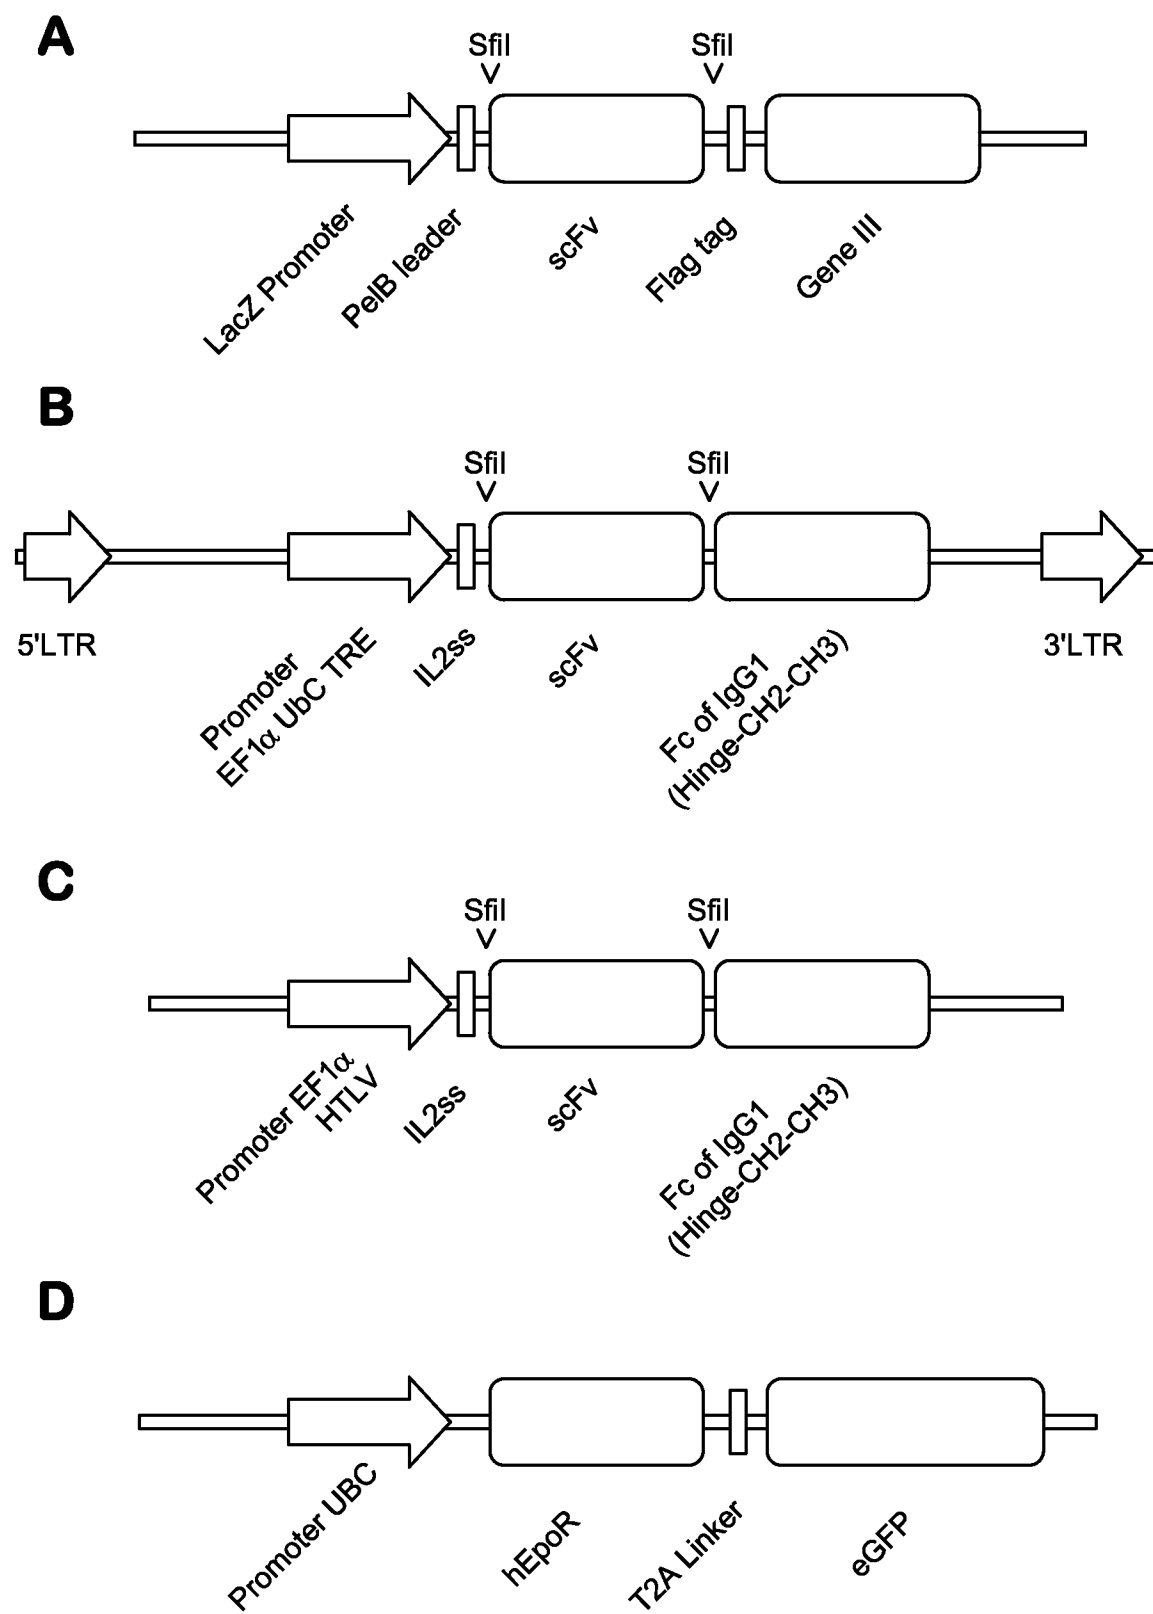 A
SfiI SfiI
LacZ Promoter
PelB leader
scFv
Flag tag
Gene III
B
SfiI SfiI
5'LTR
Promoter
EF1α UbC TRE
IL2ss
scFv
Fc of IgG1
(Hinge-CH2-CH3)
3'LTR
C
SfiI SfiI
Promoter EF1α
HTLV
IL2ss
scFv
Fc of IgG1
(Hinge-CH2-CH3)
D
Promoter UBC
hEpoR
T2A Linker
eGFP